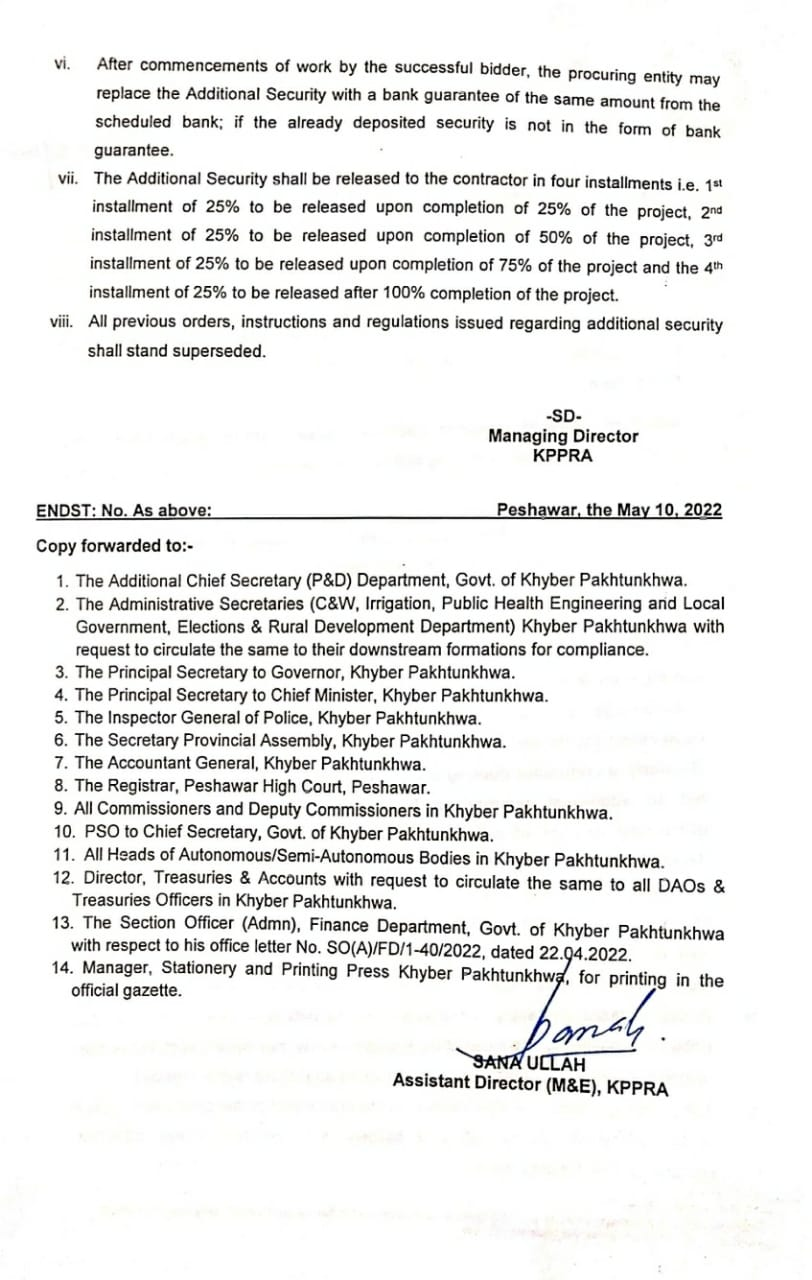 vi. After commencements of work by the successful bidder, the procuring entity may
replace the Additional Security with a bank guarantee of the same amount from the
scheduled bank; if the already deposited security is not in the form of bank
guarantee.
vii. The Additional Security shall be released to the contractor in four installments i.e. 1st
installment of 25% to be released upon completion of 25% of the project, 2nd
installment of 25% to be released upon completion of 50% of the project, 3rd
installment of 25% to be released upon completion of 75% of the project and the 4th
installment of 25% to be released after 100% completion of the project.
viii. All previous orders, instructions and regulations issued regarding additional security
shall stand superseded.
-SD-
Managing Director
KPPRA
ENDST: No. As above: Peshawar, the May 10, 2022
Copy forwarded to:-
1. The Additional Chief Secretary (P&D) Department, Govt. of Khyber Pakhtunkhwa.
2. The Administrative Secretaries (C&W, Irrigation, Public Health Engineering and Local
Government, Elections & Rural Development Department) Khyber Pakhtunkhwa with
request to circulate the same to their downstream formations for compliance.
3. The Principal Secretary to Governor, Khyber Pakhtunkhwa.
4. The Principal Secretary to Chief Minister, Khyber Pakhtunkhwa.
5. The Inspector General of Police, Khyber Pakhtunkhwa.
6. The Secretary Provincial Assembly, Khyber Pakhtunkhwa.
7. The Accountant General, Khyber Pakhtunkhwa.
8. The Registrar, Peshawar High Court, Peshawar.
9. All Commissioners and Deputy Commissioners in Khyber Pakhtunkhwa.
10. PSO to Chief Secretary, Govt. of Khyber Pakhtunkhwa.
11. All Heads of Autonomous/Semi-Autonomous Bodies in Khyber Pakhtunkhwa.
12. Director, Treasuries & Accounts with request to circulate the same to all DAOs &
Treasuries Officers in Khyber Pakhtunkhwa.
13. The Section Officer (Admn), Finance Department, Govt. of Khyber Pakhtunkhwa
with respect to his office letter No. SO(A)/FD/1-40/2022, dated 22.04.2022.
14. Manager, Stationery and Printing Press Khyber Pakhtunkhwa, for printing in the
official gazette.
SANA ULLAH
Assistant Director (M&E), KPPRA